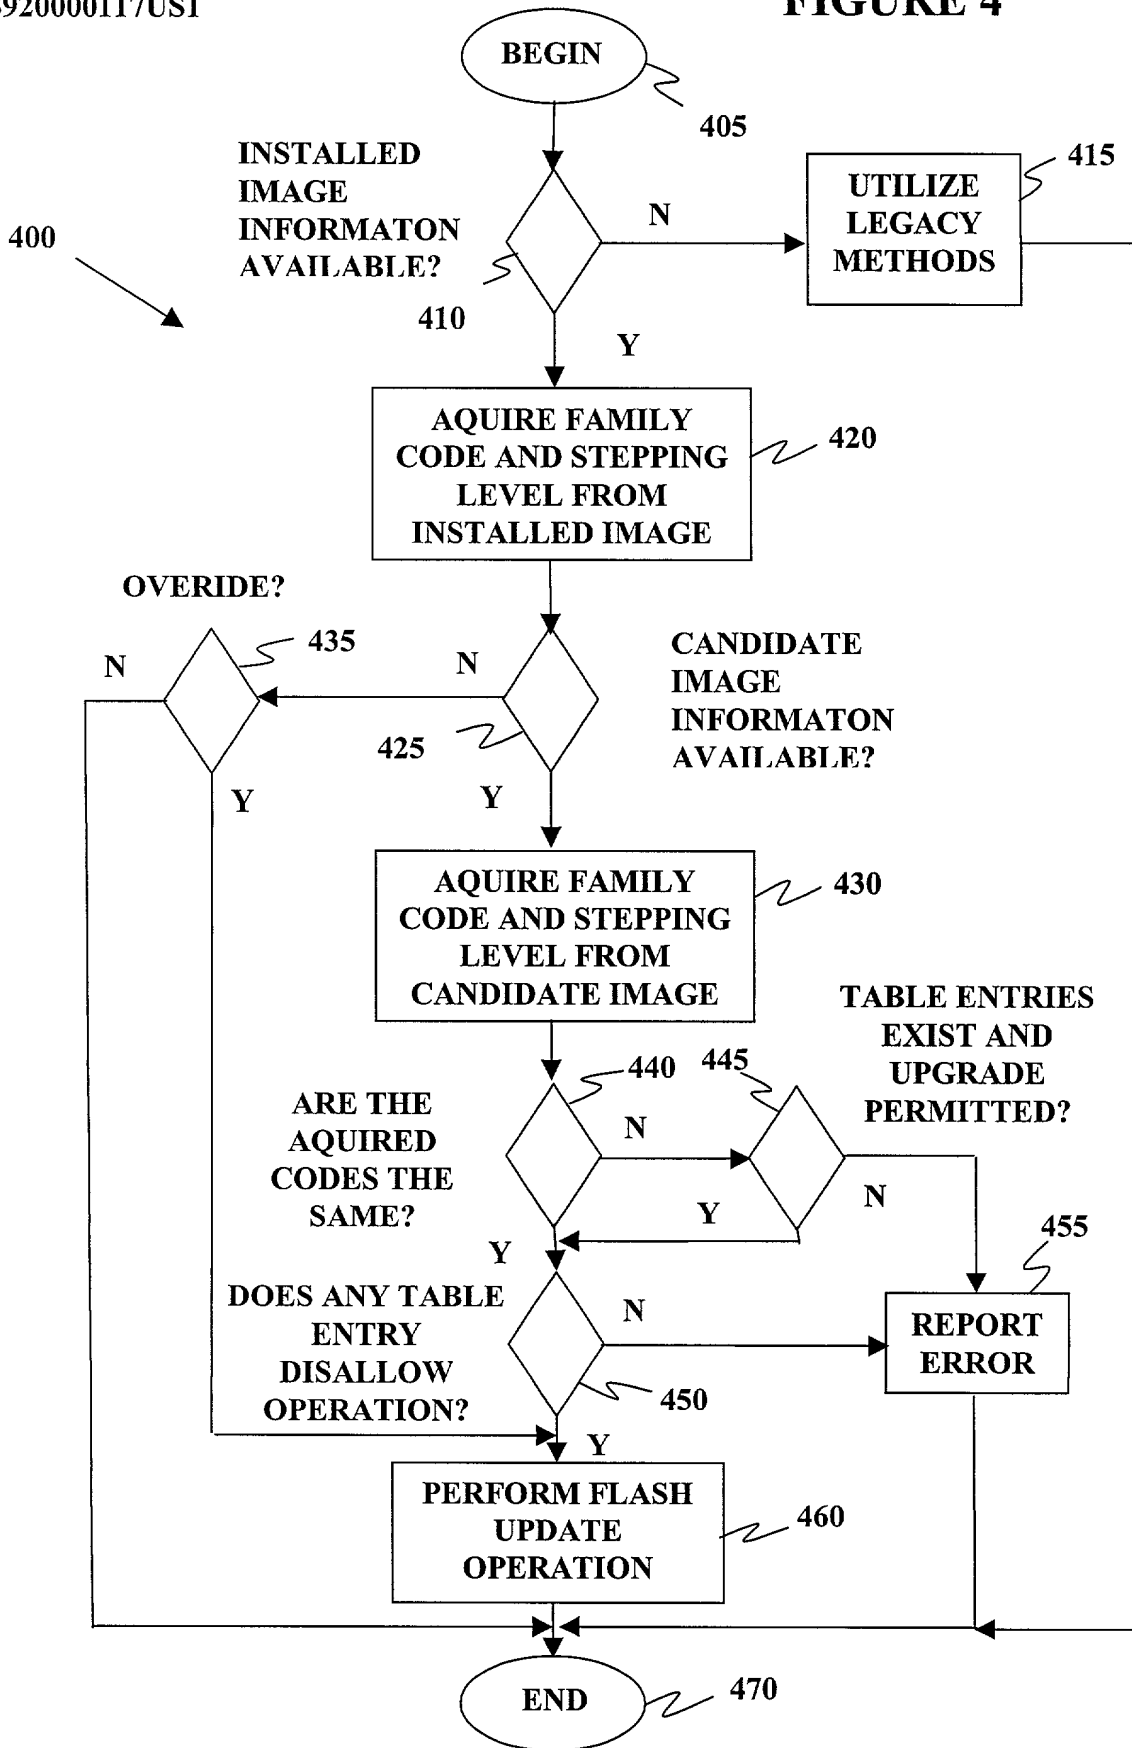 920000117US1
FIGURE 4
BEGIN
405
INSTALLED
IMAGE
INFORMATON
AVAILABLE?
N
UTILIZE
LEGACY
METHODS
415
400
410
Y
AQUIRE FAMILY
CODE AND STEPPING
LEVEL FROM
INSTALLED IMAGE
420
OVERIDE?
435
N
N
CANDIDATE
IMAGE
INFORMATON
AVAILABLE?
425
Y
Y
AQUIRE FAMILY
CODE AND STEPPING
LEVEL FROM
CANDIDATE IMAGE
430
TABLE ENTRIES
EXIST AND
UPGRADE
PERMITTED?
440
445
ARE THE
AQUIRED
CODES THE
SAME?
N
N
Y
Y
455
DOES ANY TABLE
ENTRY
DISALLOW
OPERATION?
N
REPORT
ERROR
450
Y
PERFORM FLASH
UPDATE
OPERATION
460
END
470